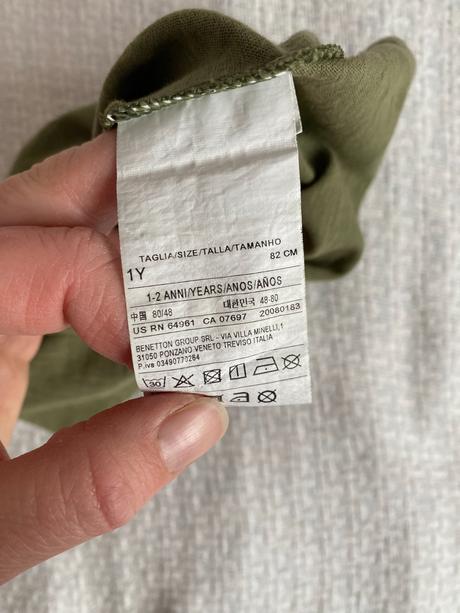 TAGLIA/SIZE/TALLA/TAMANHO
1Y 82 CM
1-2 ANNI/YEARS/ANOS/AÑOS
中国 80/48 대한민국 48-80
US RN 64961 CA 07697 20080183
BENETTON GROUP SRL - VIA VILLA MINELLI,1
31050 PONZANO VENETO TREVISO ITALIA
P.iva 03490770264
30